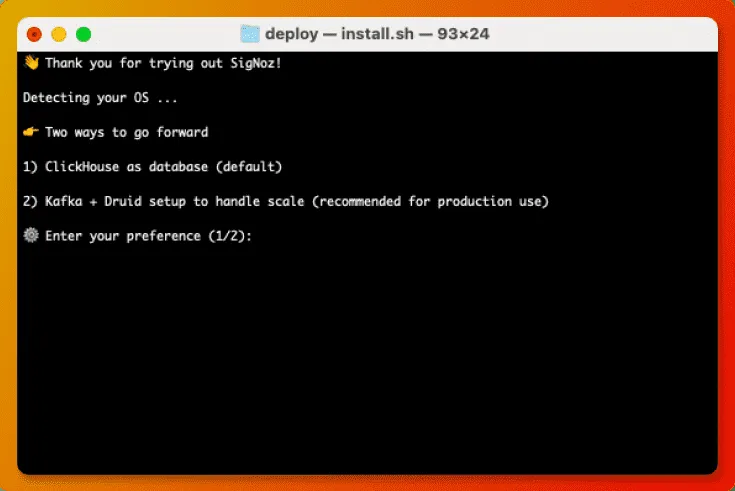 deploy — install.sh — 93×24
👋 Thank you for trying out SigNoz!
Detecting your OS ...
👉 Two ways to go forward
1) ClickHouse as database (default)
2) Kafka + Druid setup to handle scale (recommended for production use)
⚙️ Enter your preference (1/2):